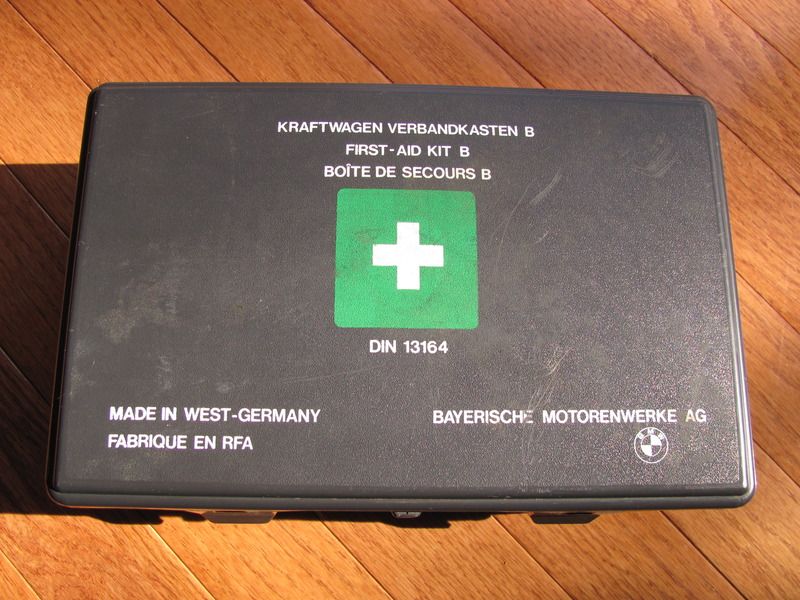 KRAFTWAGEN VERBANDKASTEN B
FIRST-AID KIT B
BOÎTE DE SECOURS B
DIN 13164
MADE IN WEST-GERMANY
FABRIQUE EN RFA
BAYERISCHE MOTORENWERKE AG
BMW